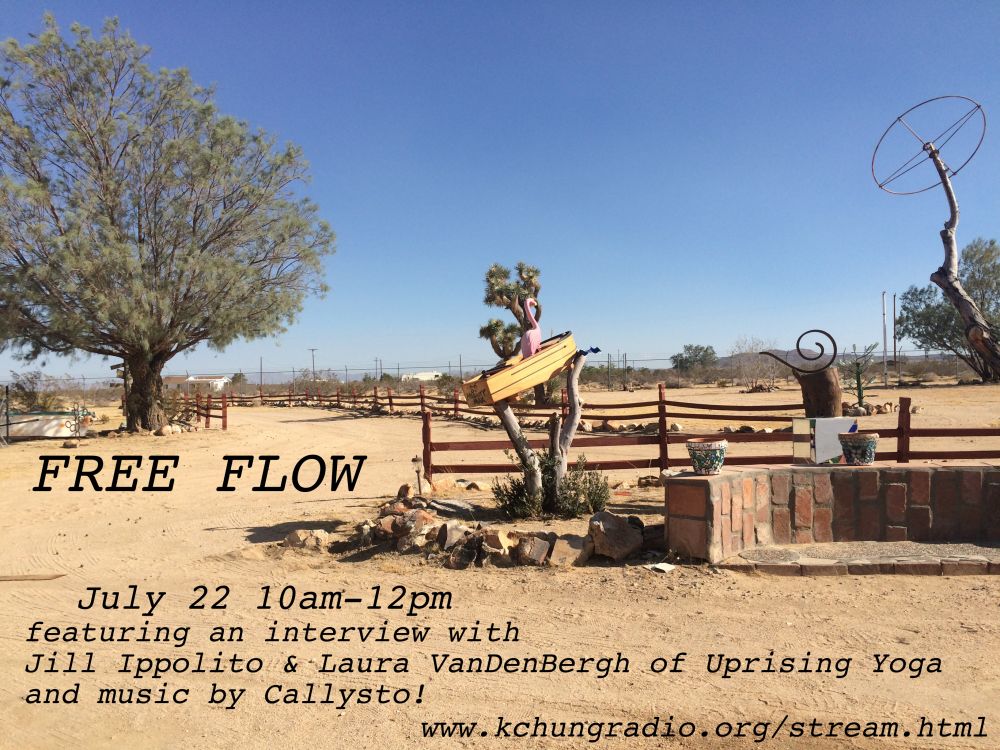 FREE FLOW
July 22 10am-12pm
featuring an interview with
Jill Ippolito & Laura VanDenBergh of Uprising Yoga
and music by Callysto!
www.kchungradio.org/stream.html